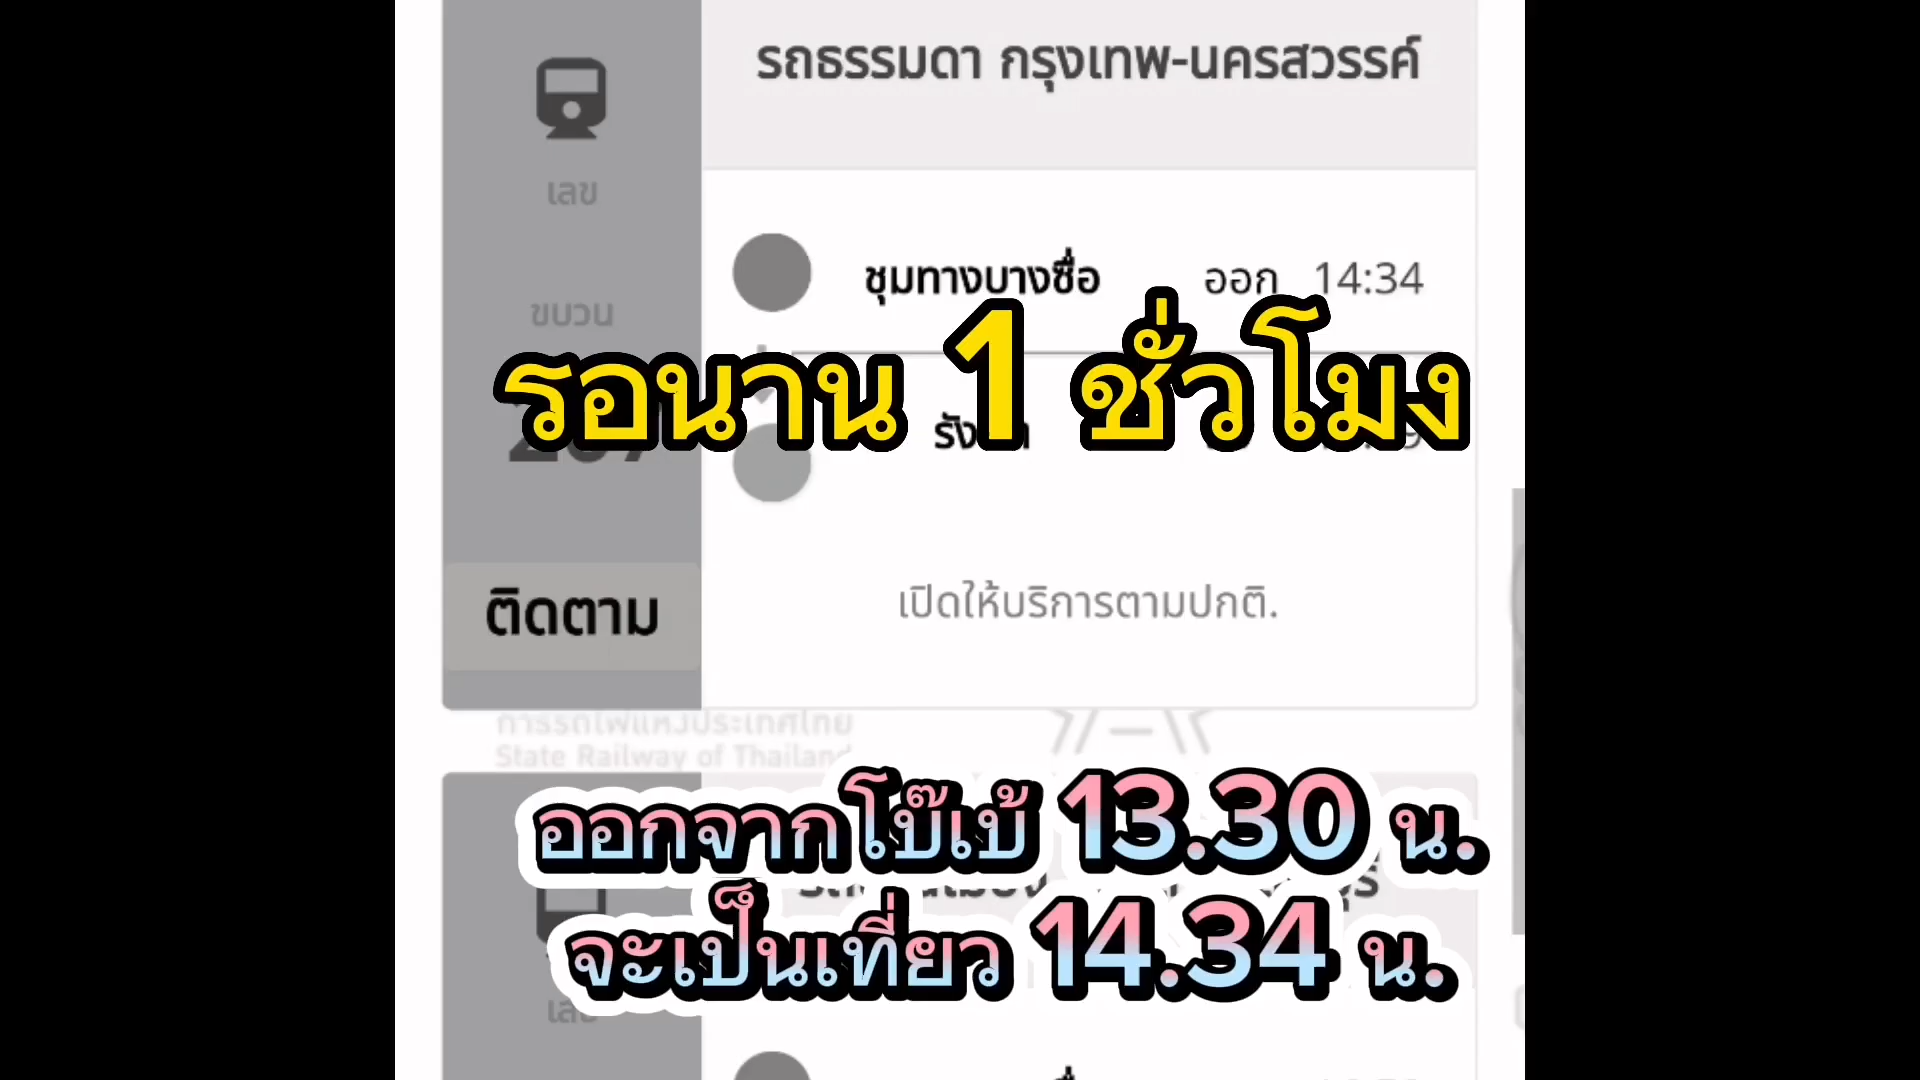 รถธรรมดา กรุงเทพ-นครสวรรค์
เลข
ขบวน
ชุมทางบางซื่อ ออก 14:34
รอนาน 1 ชั่วโมง
เปิดให้บริการตามปกติ.
ติดตาม
การรถไฟแห่งประเทศไทย
State Railway of Thailand
ออกจากโบ๊เบ้ 13.30 น.
จะเป็นเที่ยว 14.34 น.
เลข